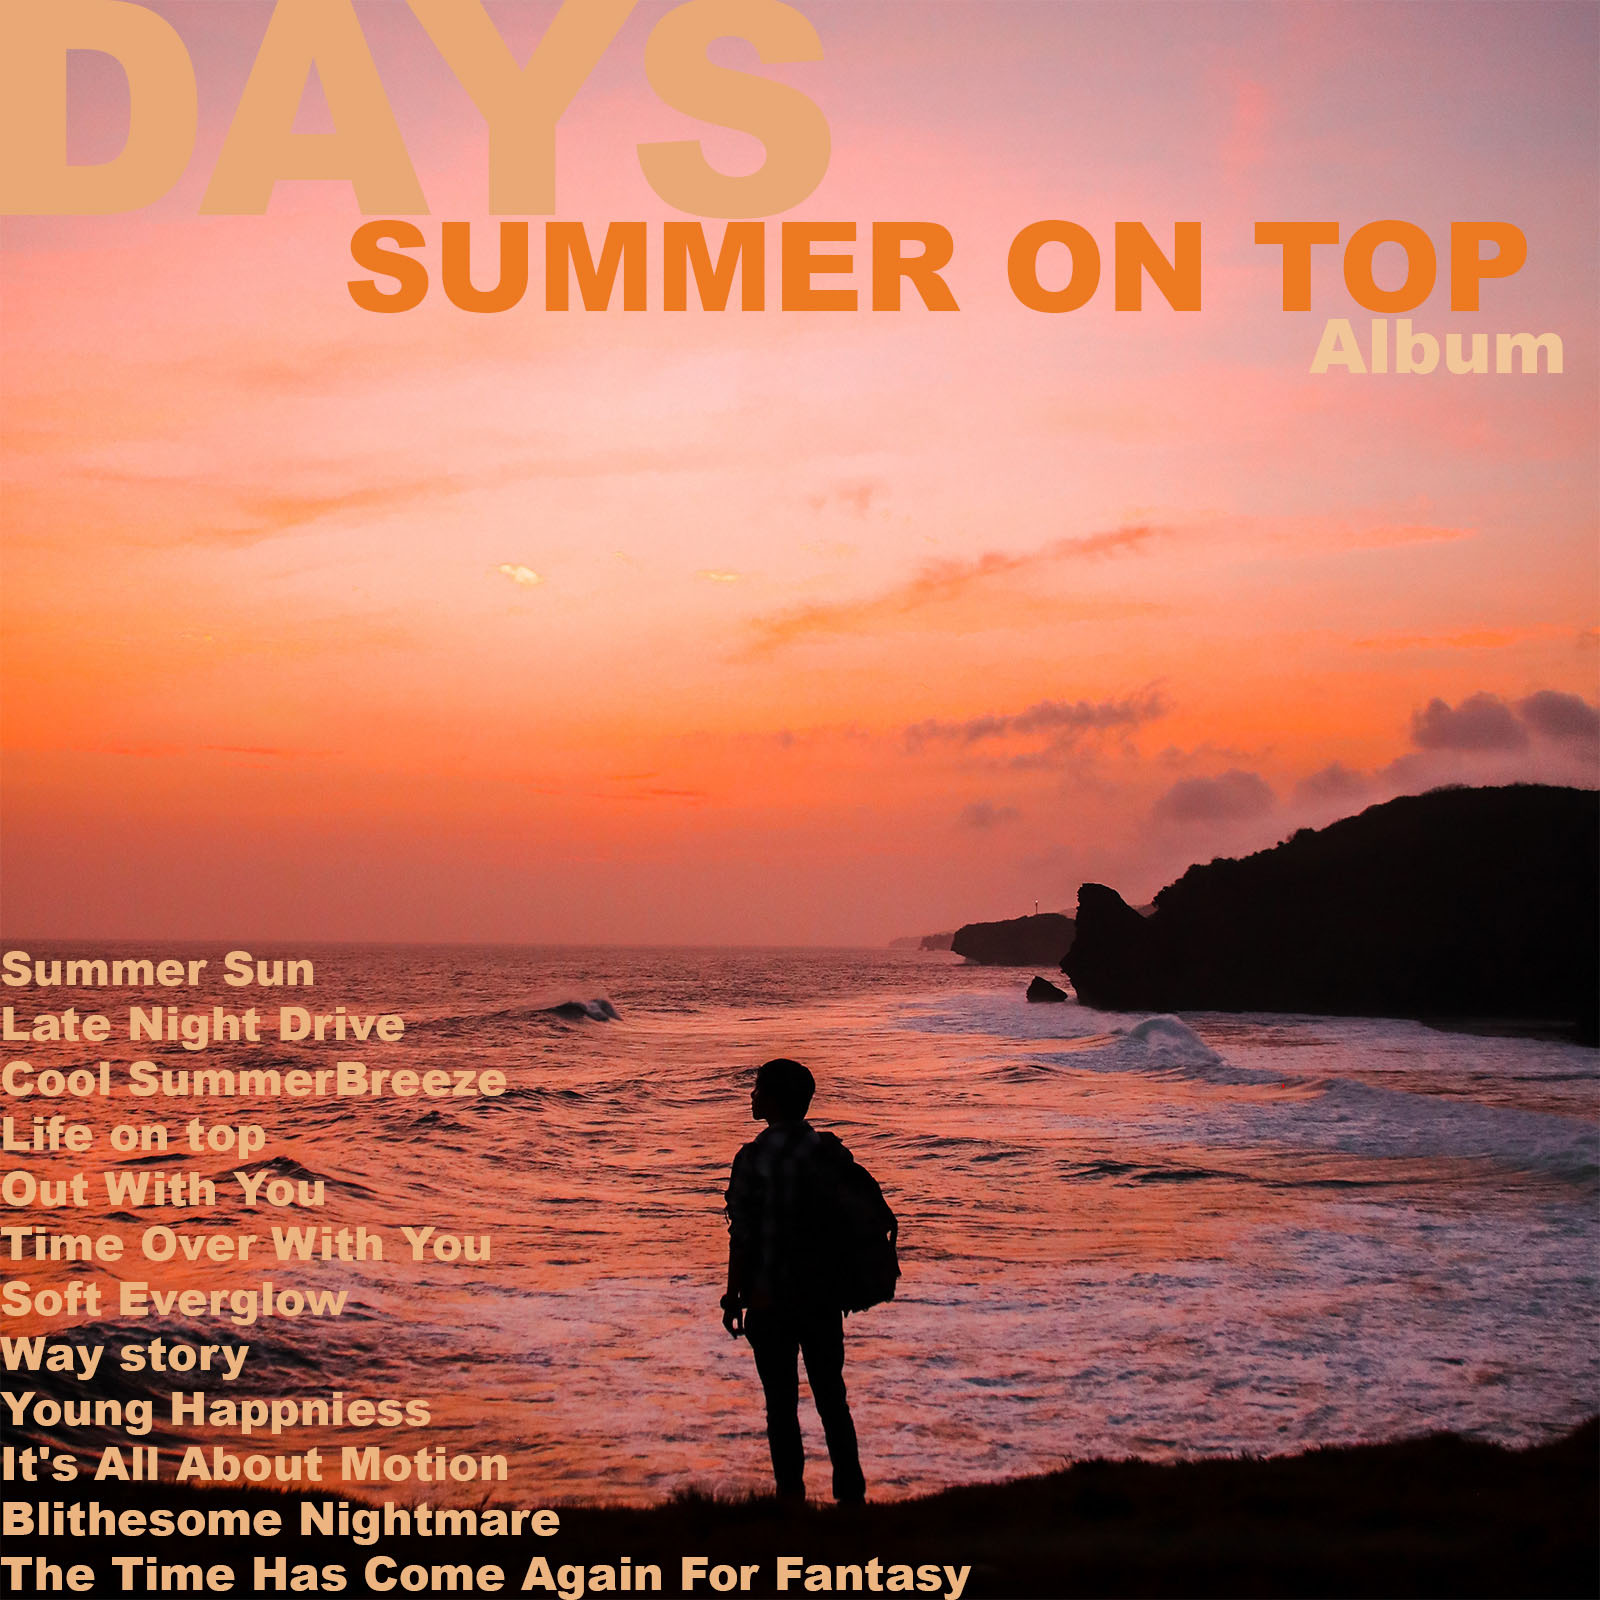 DAYS
SUMMER ON TOP
Album
Summer Sun
Late Night Drive
Cool SummerBreeze
Life on top
Out With You
Time Over With You
Soft Everglow
Way story
Young Happniess
It's All About Motion
Blithesome Nightmare
The Time Has Come Again For Fantasy